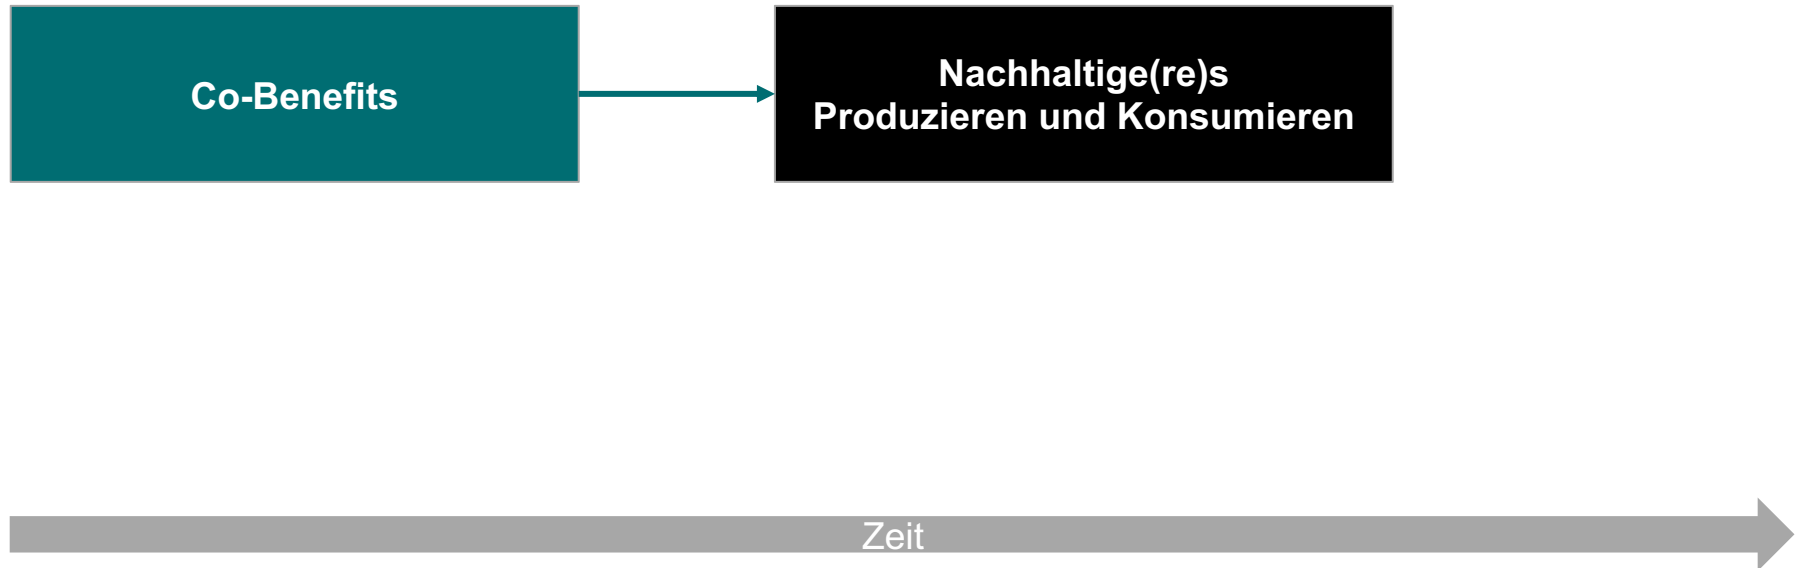 Co-Benefits
Nachhaltige(re)s
Produzieren und Konsumieren
Zeit